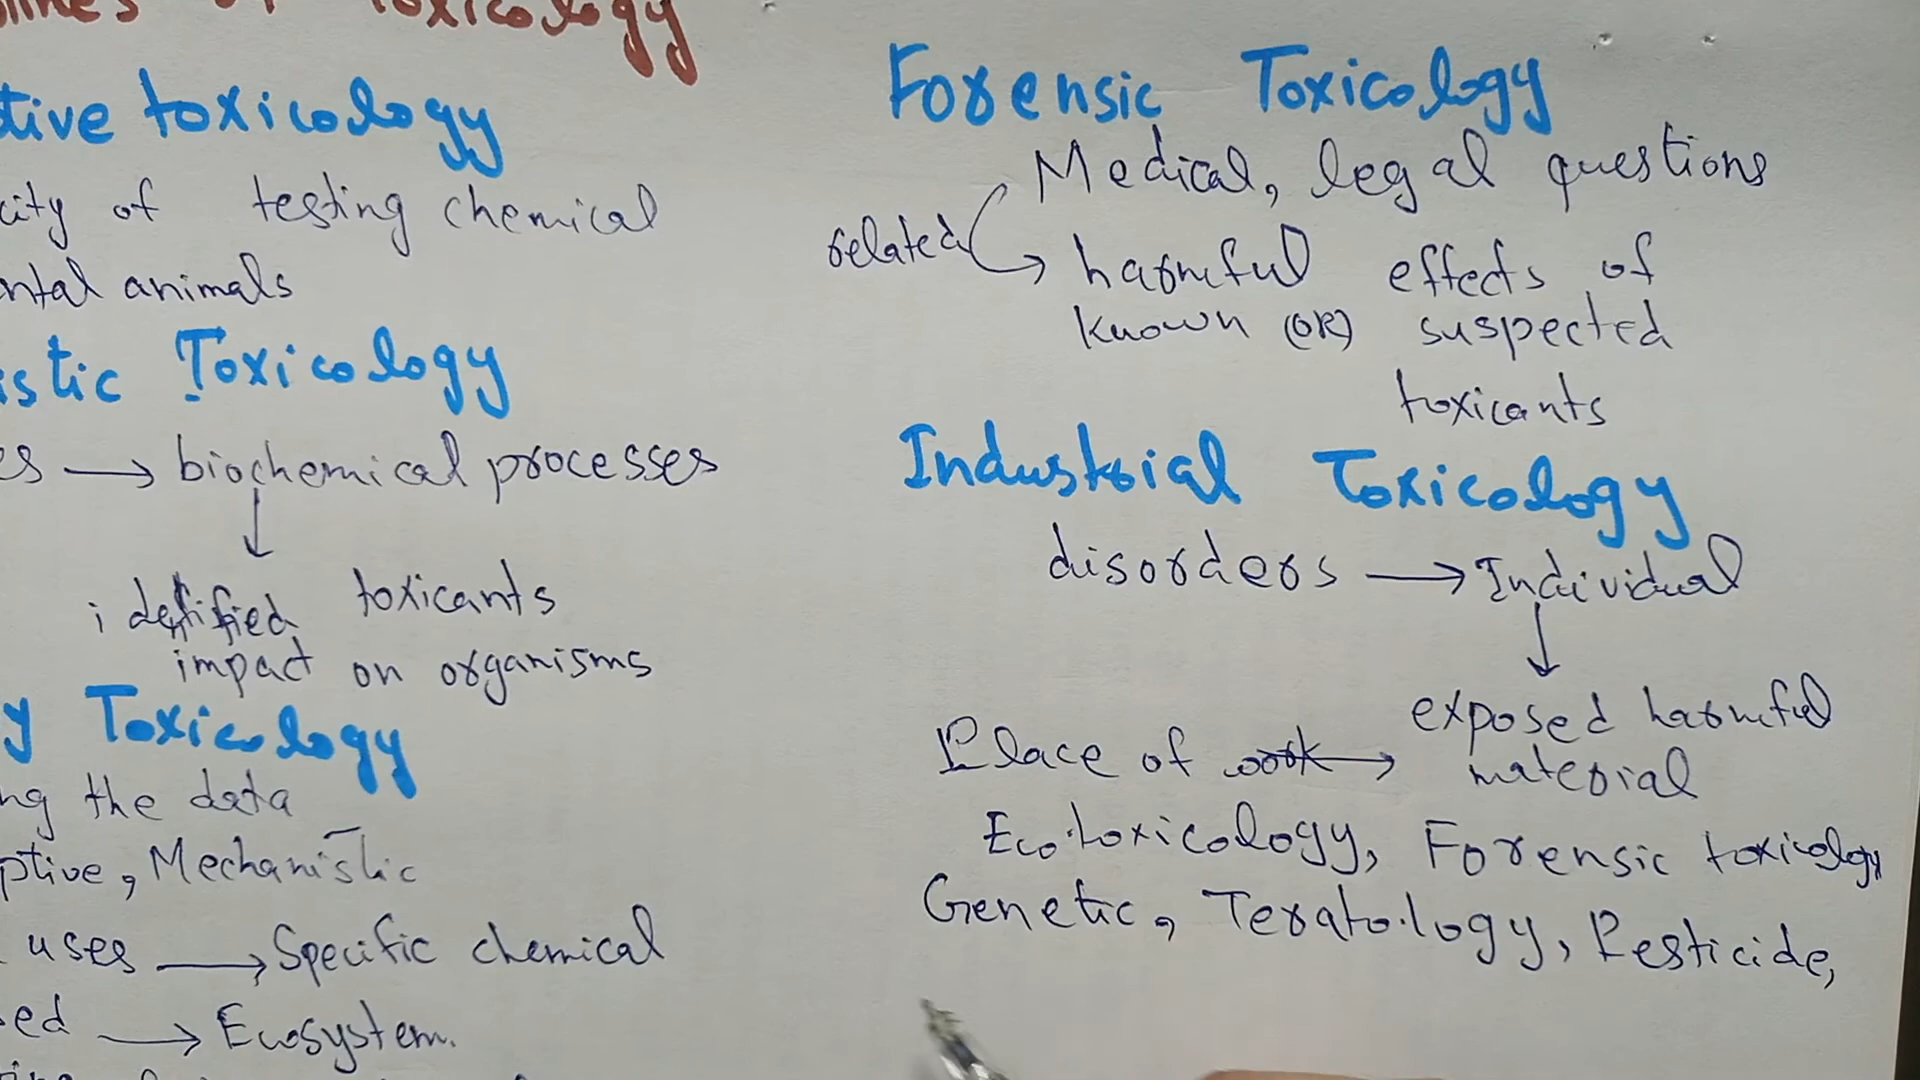 of Toxicology
tive toxicology
city of testing chemical
ntal animals
istic Toxicology
es → biochemical processes
↓
identified toxicants
impact on organisms
y Toxicology
ng the data
ptive, Mechanistic
uses → Specific chemical
ed → Ecosystem.
Forensic Toxicology
Medical, legal questions
related → harmful effects of
known (OR) suspected
toxicants
Industrial Toxicology
disorders → Individual
↓
exposed harmful
Place of work → material
Ecotoxicology, Forensic toxicology
Genetic, Teratology, Pesticide,